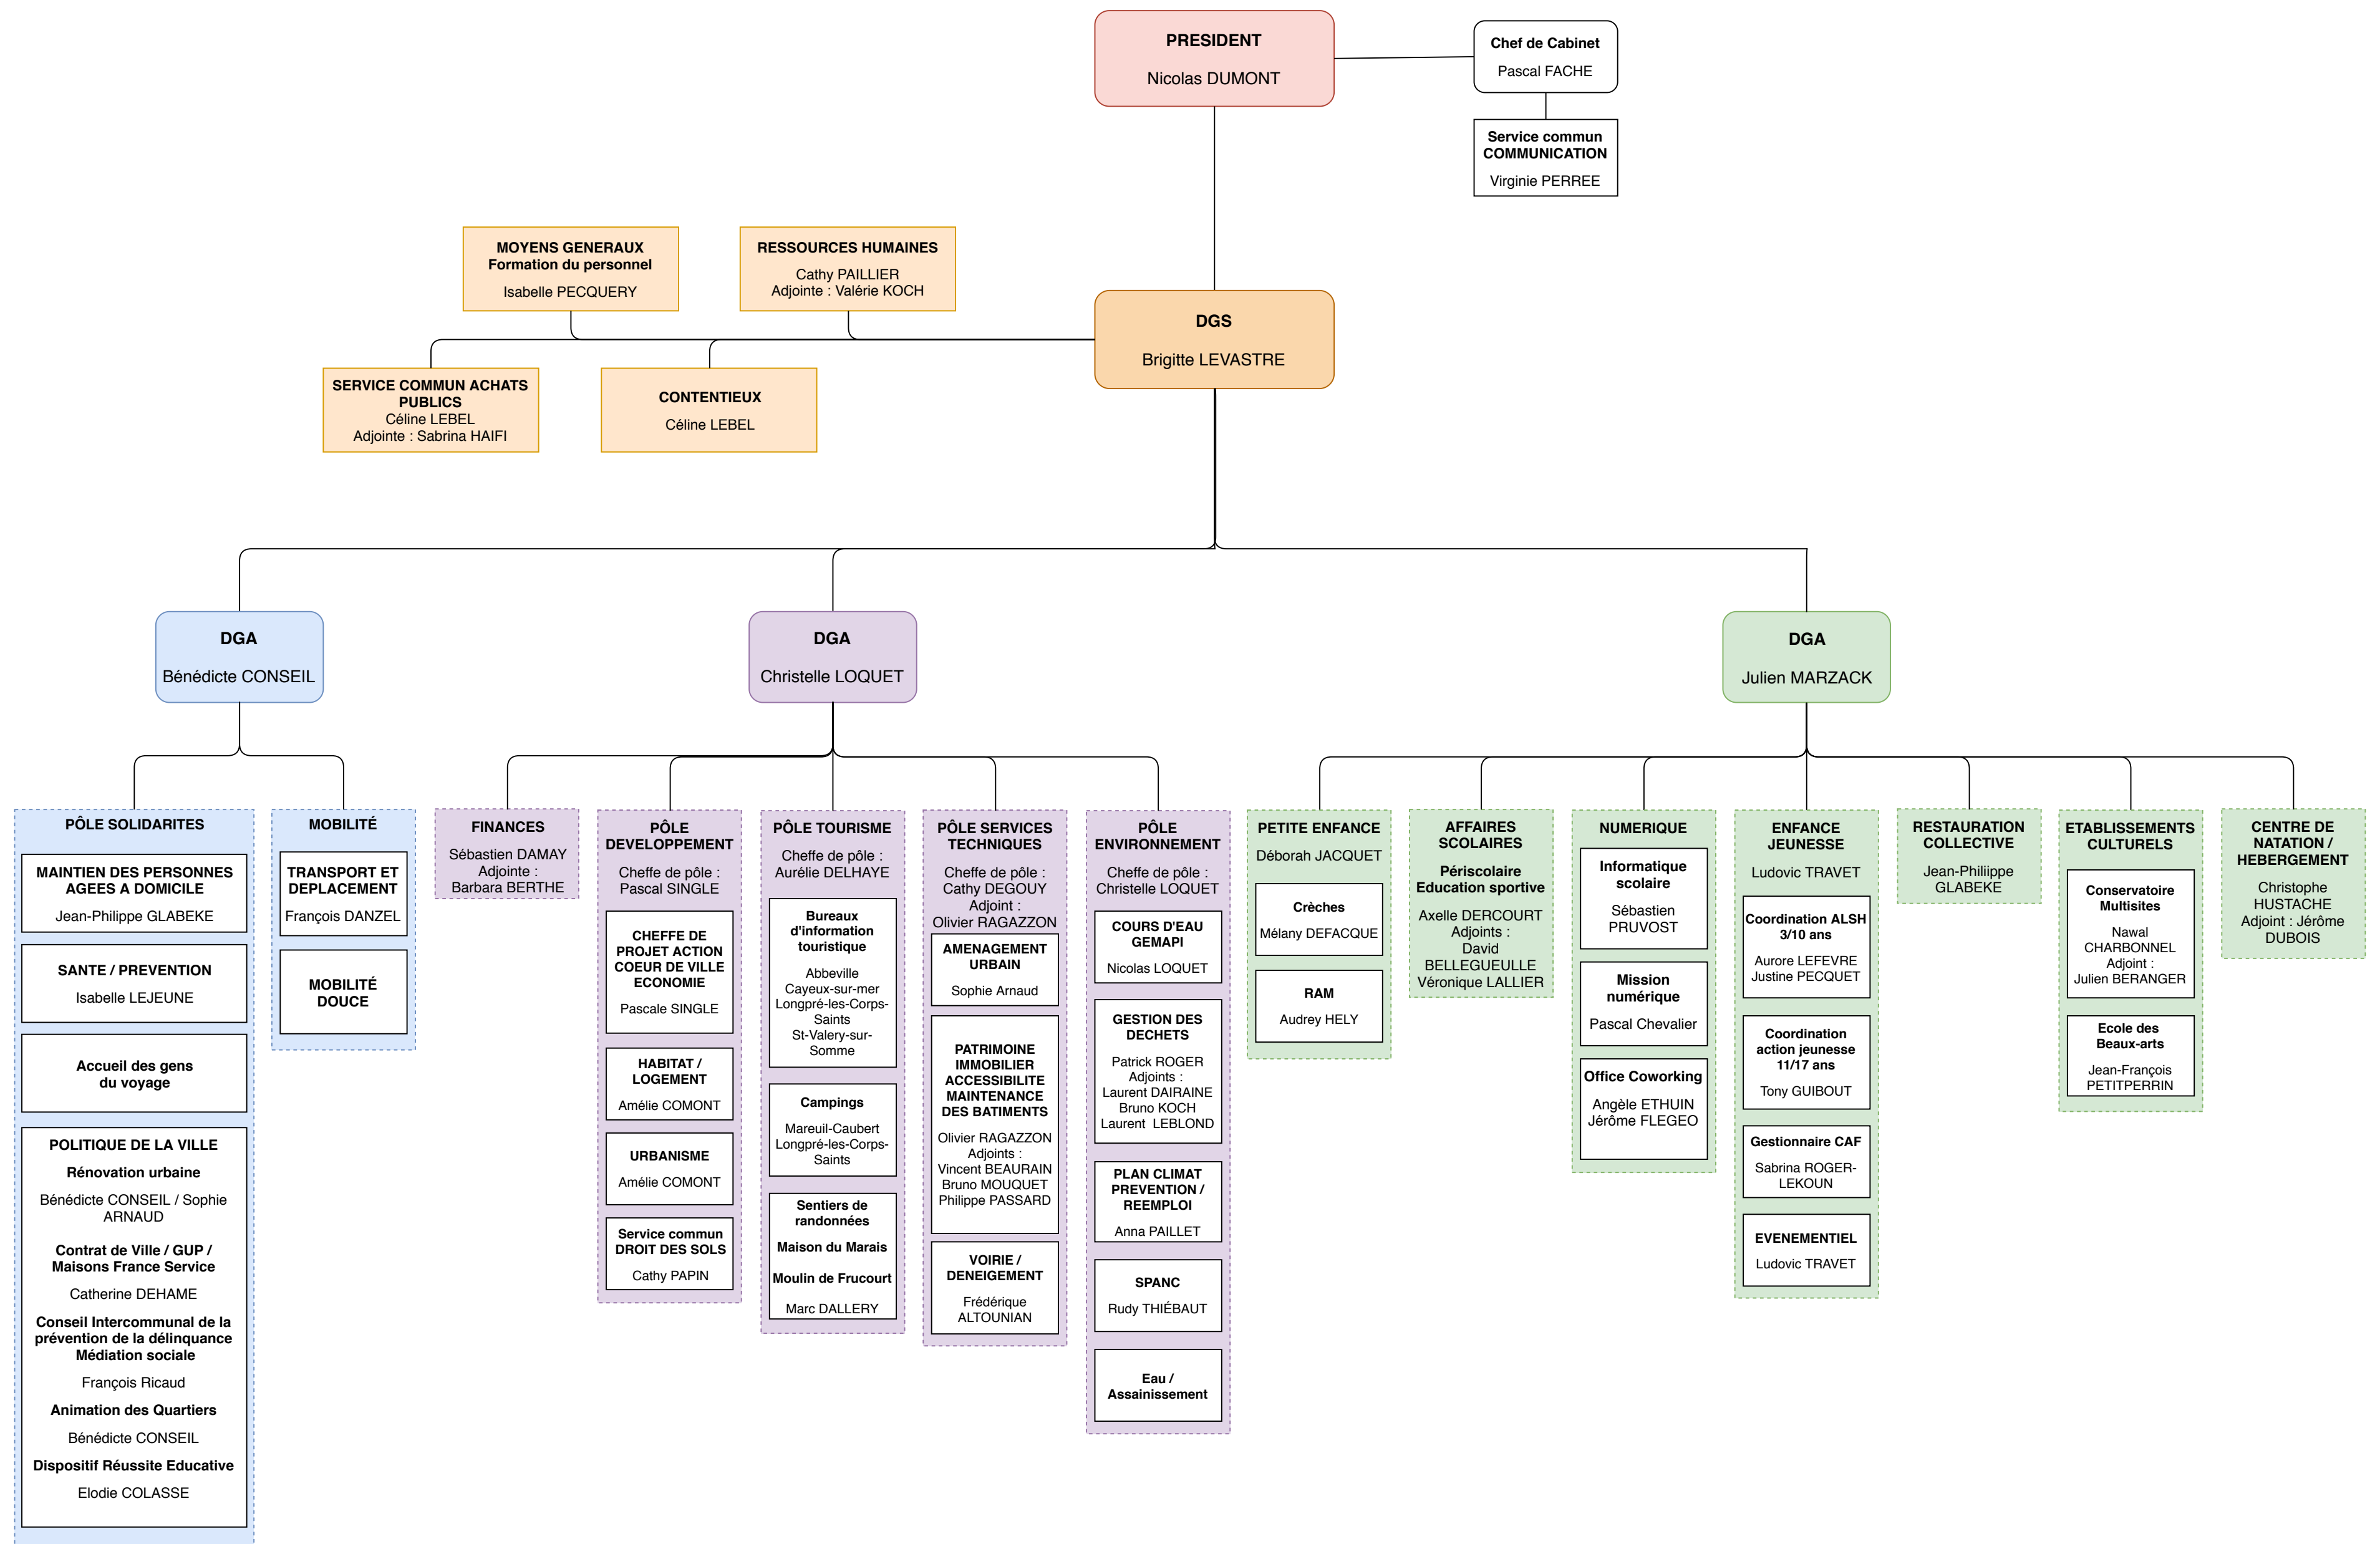 PRESIDENT
Nicolas DUMONT
Chef de Cabinet
Pascal FACHE
Service commun
COMMUNICATION
Virginie PERREE
MOYENS GENERAUX
Formation du personnel
Isabelle PECQUERY
RESSOURCES HUMAINES
Cathy PAILLIER
Adjointe : Valérie KOCH
DGS
Brigitte LEVASTRE
SERVICE COMMUN ACHATS
PUBLICS
Céline LEBEL
Adjointe : Sabrina HAIFI
CONTENTIEUX
Céline LEBEL
DGA
Bénédicte CONSEIL
DGA
Christelle LOQUET
DGA
Julien MARZACK
PÔLE SOLIDARITES
MAINTIEN DES PERSONNES
AGEES A DOMICILE
Jean-Philippe GLABEKE
SANTE / PREVENTION
Isabelle LEJEUNE
Accueil des gens
du voyage
POLITIQUE DE LA VILLE
Rénovation urbaine
Bénédicte CONSEIL / Sophie
ARNAUD
Contrat de Ville / GUP /
Maisons France Service
Catherine DEHAME
Conseil Intercommunal de la
prévention de la délinquance
Médiation sociale
François Ricaud
Animation des Quartiers
Bénédicte CONSEIL
Dispositif Réussite Educative
Elodie COLASSE
MOBILITÉ
TRANSPORT ET
DEPLACEMENT
François DANZEL
MOBILITÉ
DOUCE
FINANCES
Sébastien DAMAY
Adjointe :
Barbara BERTHE
PÔLE
DEVELOPPEMENT
Cheffe de pôle :
Pascal SINGLE
CHEFFE DE
PROJET ACTION
COEUR DE VILLE
ECONOMIE
Pascale SINGLE
HABITAT /
LOGEMENT
Amélie COMONT
URBANISME
Amélie COMONT
Service commun
DROIT DES SOLS
Cathy PAPIN
PÔLE TOURISME
Cheffe de pôle :
Aurélie DELHAYE
Bureaux
d'information
touristique
Abbeville
Cayeux-sur-mer
Longpré-les-Corps-
Saints
St-Valery-sur-
Somme
Campings
Mareuil-Caubert
Longpré-les-Corps-
Saints
Sentiers de
randonnées
Maison du Marais
Moulin de Frucourt
Marc DALLERY
PÔLE SERVICES
TECHNIQUES
Cheffe de pôle :
Cathy DEGOUY
Adjoint :
Olivier RAGAZZON
AMENAGEMENT
URBAIN
Sophie Arnaud
PATRIMOINE
IMMOBILIER
ACCESSIBILITE
MAINTENANCE
DES BATIMENTS
Olivier RAGAZZON
Adjoints :
Vincent BEAURAIN
Bruno MOUQUET
Philippe PASSARD
VOIRIE /
DENEIGEMENT
Frédérique
ALTOUNIAN
PÔLE
ENVIRONNEMENT
Cheffe de pôle :
Christelle LOQUET
COURS D'EAU
GEMAPI
Nicolas LOQUET
GESTION DES
DECHETS
Patrick ROGER
Adjoints :
Laurent DAIRAINE
Bruno KOCH
Laurent  LEBLOND
PLAN CLIMAT
PREVENTION /
REEMPLOI
Anna PAILLET
SPANC
Rudy THIÉBAUT
Eau /
Assainissement
PETITE ENFANCE
Déborah JACQUET
Crèches
Mélany DEFACQUE
RAM
Audrey HELY
AFFAIRES
SCOLAIRES
Périscolaire
Education sportive
Axelle DERCOURT
Adjoints :
David
BELLEGUEULLE
Véronique LALLIER
NUMERIQUE
Informatique
scolaire
Sébastien
PRUVOST
Mission
numérique
Pascal Chevalier
Office Coworking
Angèle ETHUIN
Jérôme FLEGEO
ENFANCE
JEUNESSE
Ludovic TRAVET
Coordination ALSH
3/10 ans
Aurore LEFEVRE
Justine PECQUET
Coordination
action jeunesse
11/17 ans
Tony GUIBOUT
Gestionnaire CAF
Sabrina ROGER-
LEKOUN
EVENEMENTIEL
Ludovic TRAVET
RESTAURATION
COLLECTIVE
Jean-Philiippe
GLABEKE
ETABLISSEMENTS
CULTURELS
Conservatoire
Multisites
Nawal
CHARBONNEL
Adjoint :
Julien BERANGER
Ecole des
Beaux-arts
Jean-François
PETITPERRIN
CENTRE DE
NATATION /
HEBERGEMENT
Christophe
HUSTACHE
Adjoint : Jérôme
DUBOIS